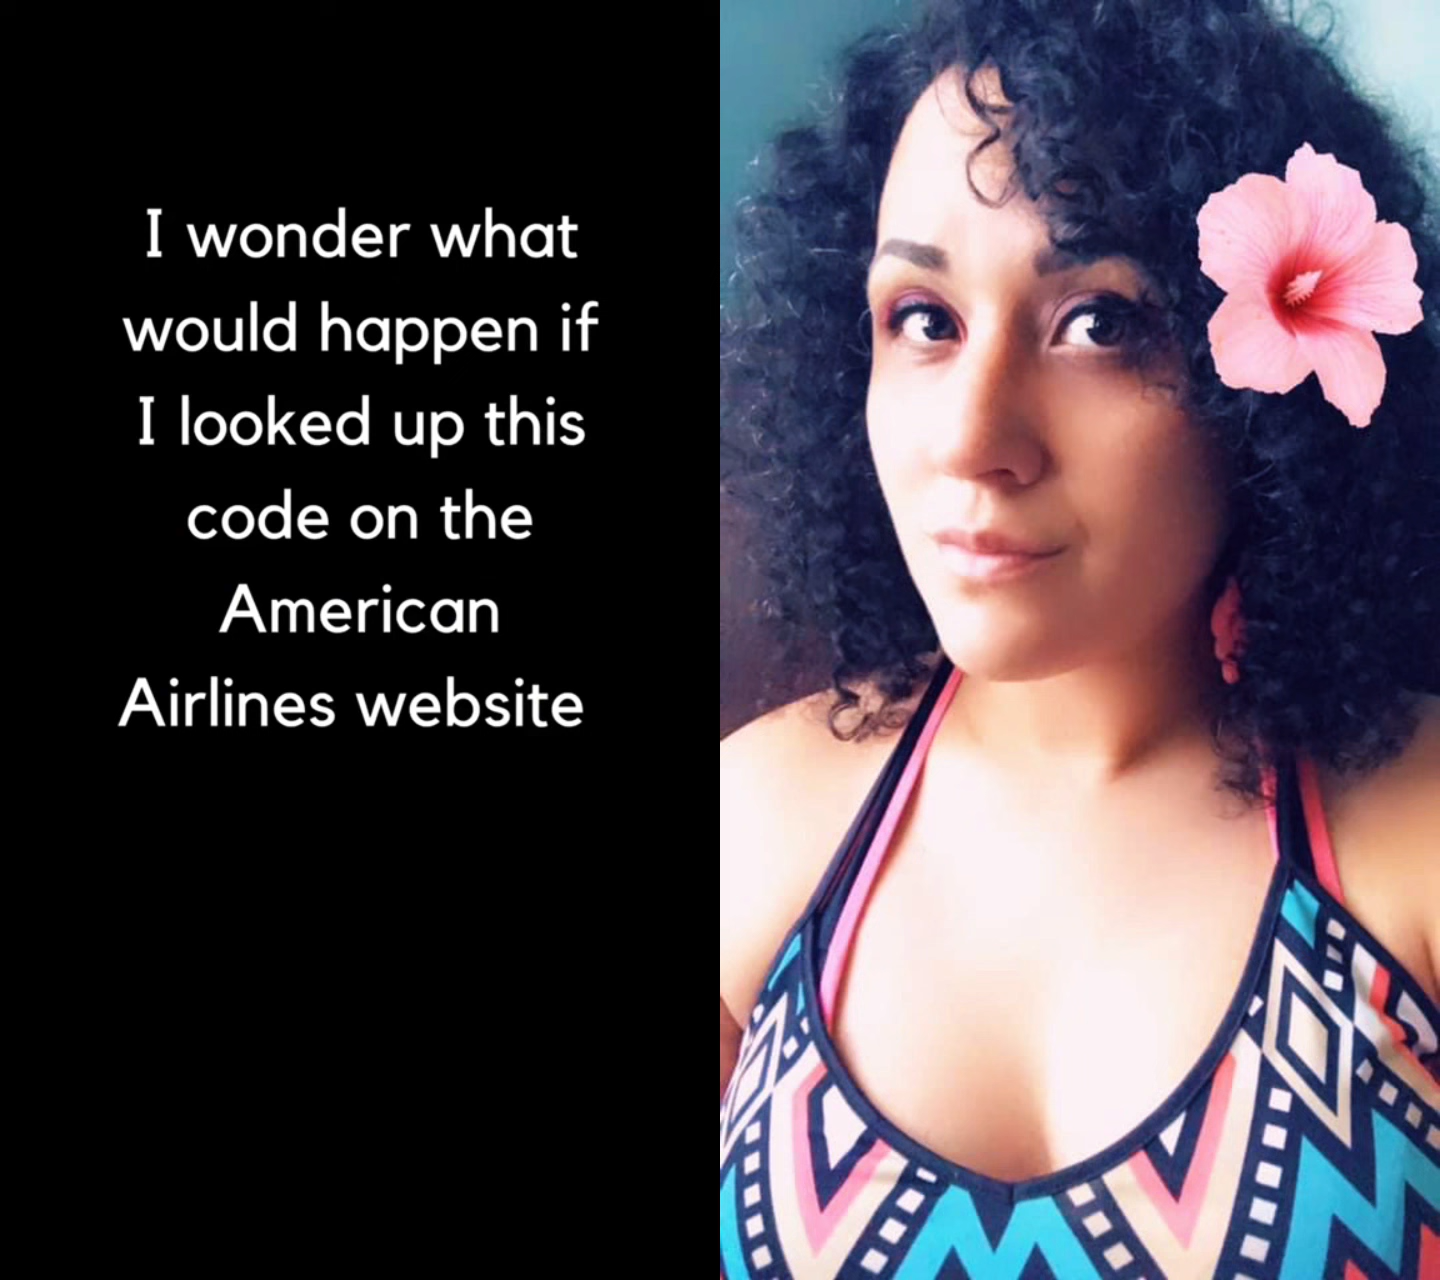 I wonder what
would happen if
I looked up this
code on the
American
Airlines website